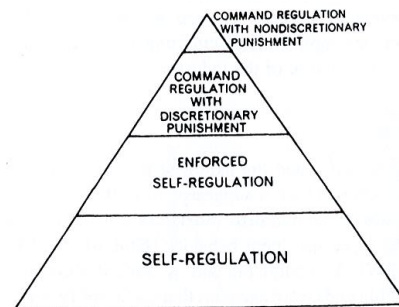 COMMAND REGULATION
WITH NONDISCRETIONARY
PUNISHMENT
COMMAND
REGULATION
WITH
DISCRETIONARY
PUNISHMENT
ENFORCED
SELF-REGULATION
SELF-REGULATION